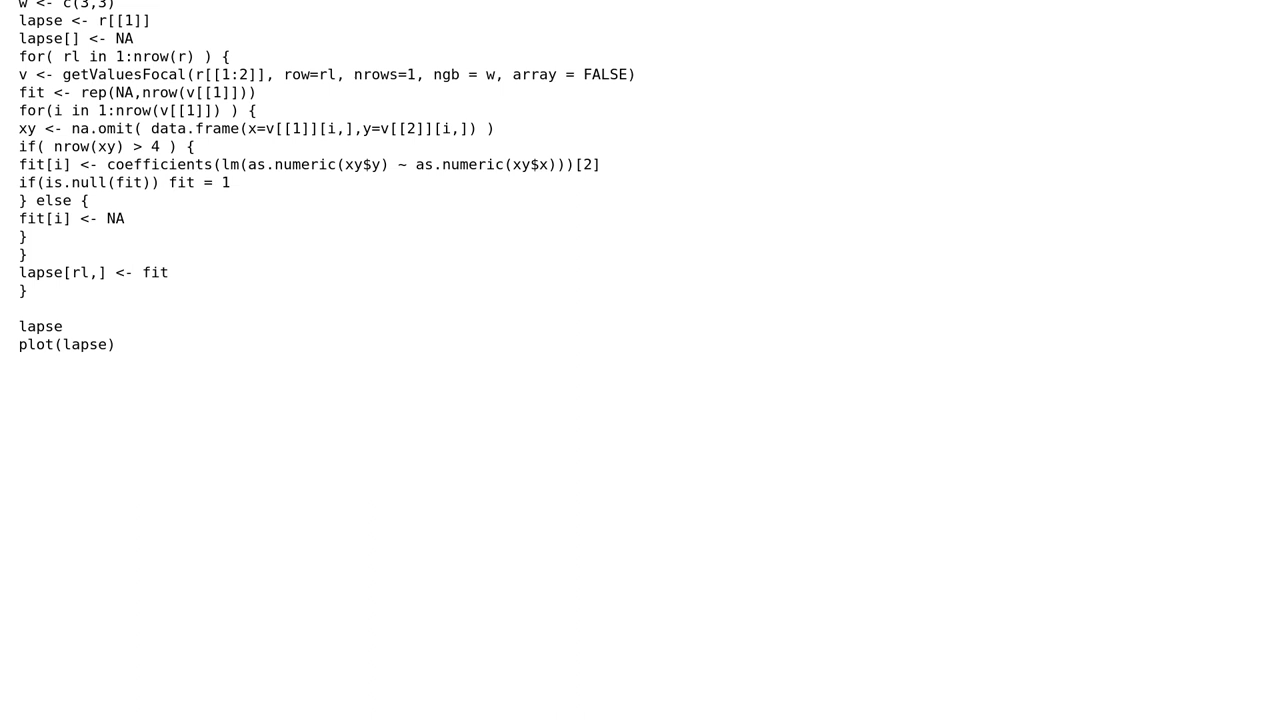 w <- c(3,3)
lapse <- r[[1]]
lapse[] <- NA
for( rl in 1:nrow(r) ) {
v <- getValuesFocal(r[[1:2]], row=rl, nrows=1, ngb = w, array = FALSE)
fit <- rep(NA,nrow(v[[1]]))
for(i in 1:nrow(v[[1]]) ) {
xy <- na.omit( data.frame(x=v[[1]][i,],y=v[[2]][i,]) )
if( nrow(xy) > 4 ) {
fit[i] <- coefficients(lm(as.numeric(xy$y) ~ as.numeric(xy$x)))[2]
if(is.null(fit)) fit = 1
} else {
fit[i] <- NA
}
}
lapse[rl,] <- fit
}

lapse
plot(lapse)